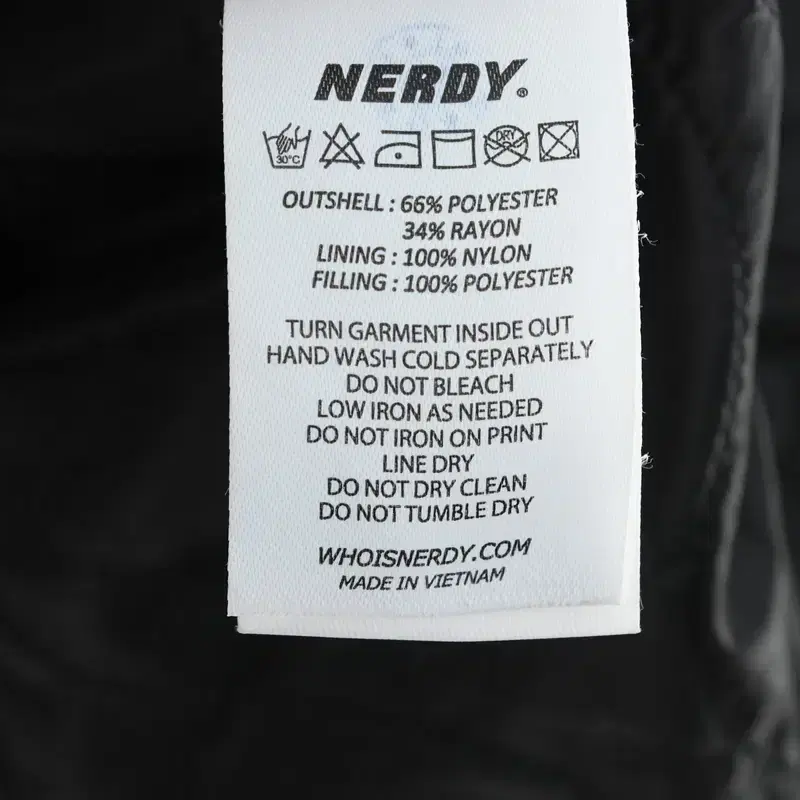 NERDY®
30°C DRY
OUTSHELL : 66% POLYESTER
34% RAYON
LINING : 100% NYLON
FILLING : 100% POLYESTER
TURN GARMENT INSIDE OUT
HAND WASH COLD SEPARATELY
DO NOT BLEACH
LOW IRON AS NEEDED
DO NOT IRON ON PRINT
LINE DRY
DO NOT DRY CLEAN
DO NOT TUMBLE DRY
WHOISNERDY.COM
MADE IN VIETNAM